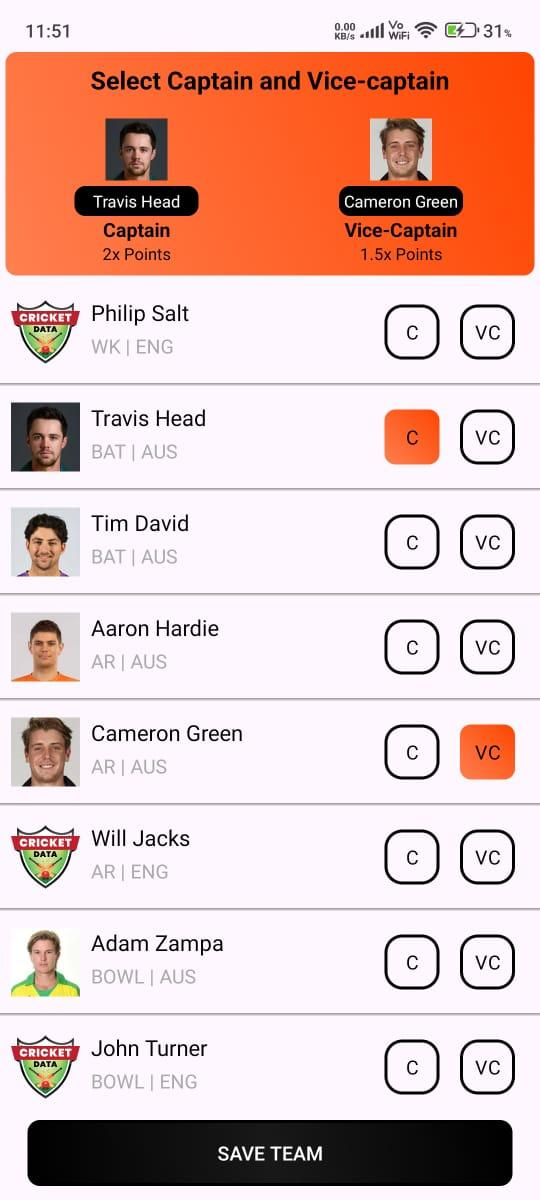 11:51
0.00 KB/s Vo WiFi 31%
Select Captain and Vice-captain
Travis Head Cameron Green
Captain Vice-Captain
2x Points 1.5x Points
CRICKET DATA
Philip Salt
WK | ENG
C VC
Travis Head
BAT | AUS
C VC
Tim David
BAT | AUS
C VC
Aaron Hardie
AR | AUS
C VC
Cameron Green
AR | AUS
C VC
CRICKET DATA
Will Jacks
AR | ENG
C VC
Adam Zampa
BOWL | AUS
C VC
CRICKET DATA
John Turner
BOWL | ENG
C VC
SAVE TEAM